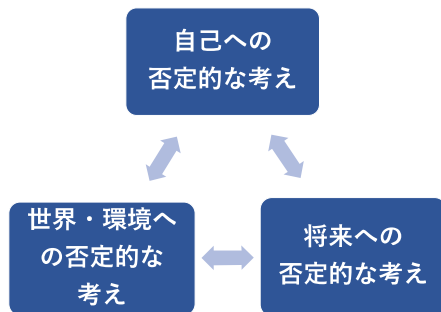 自己への
否定的な考え
世界・環境へ
の否定的な
考え
将来への
否定的な考え